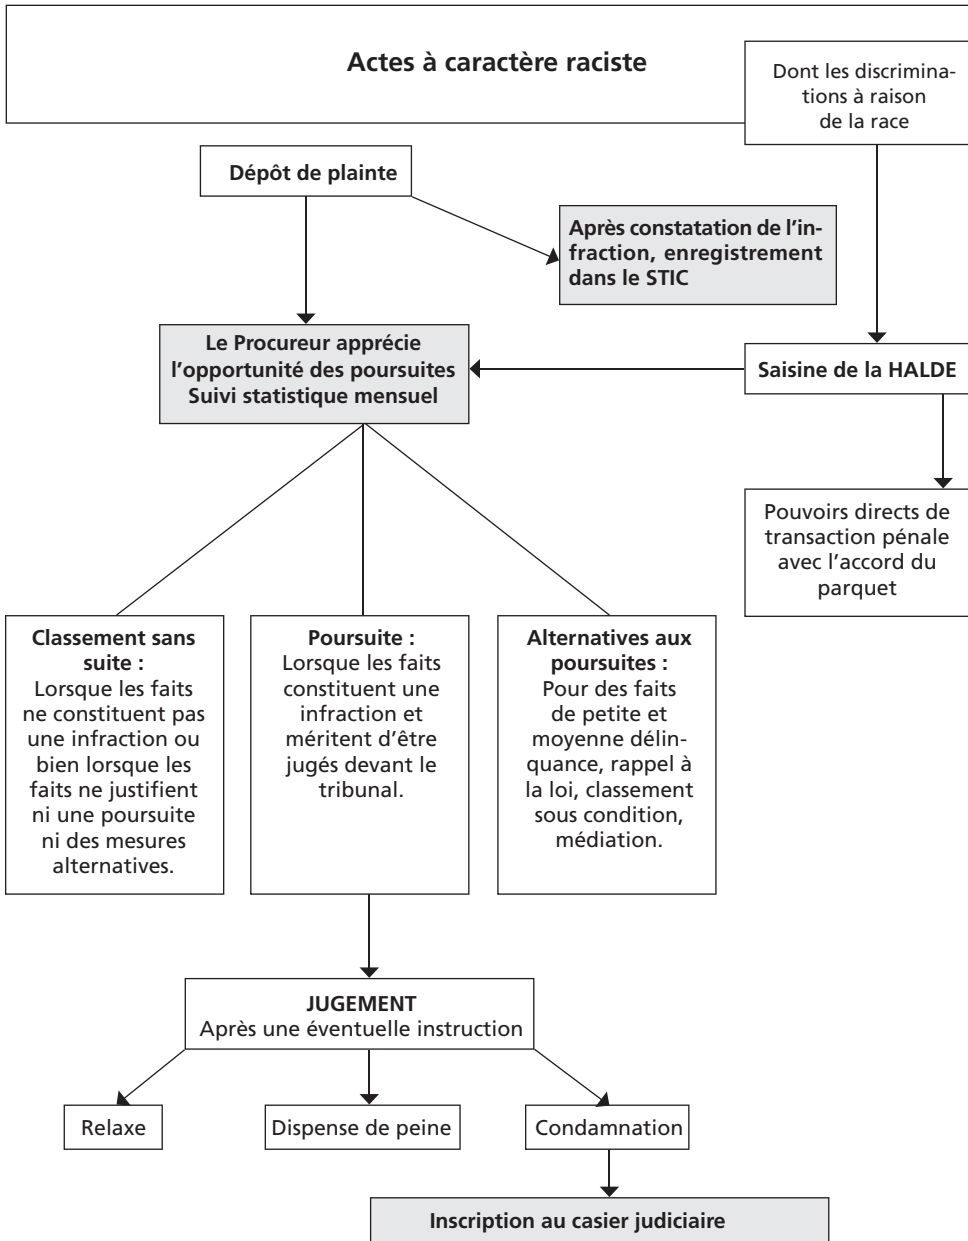 Actes à caractère raciste
Dont les discrimina-
tions à raison
de la race
Dépôt de plainte
Après constatation de l'in-
fraction, enregistrement
dans le STIC
Le Procureur apprécie
l'opportunité des poursuites
Suivi statistique mensuel
Saisine de la HALDE
Pouvoirs directs de
transaction pénale
avec l'accord du
parquet
Classement sans
suite :
Lorsque les faits
ne constituent pas
une infraction ou
bien lorsque les
faits ne justifient
ni une poursuite
ni des mesures
alternatives.
Poursuite :
Lorsque les faits
constituent une
infraction et
méritent d'être
jugés devant le
tribunal.
Alternatives aux
poursuites :
Pour des faits
de petite et
moyenne délin-
quance, rappel à
la loi, classement
sous condition,
médiation.
JUGEMENT
Après une éventuelle instruction
Relaxe
Dispense de peine
Condamnation
Inscription au casier judiciaire